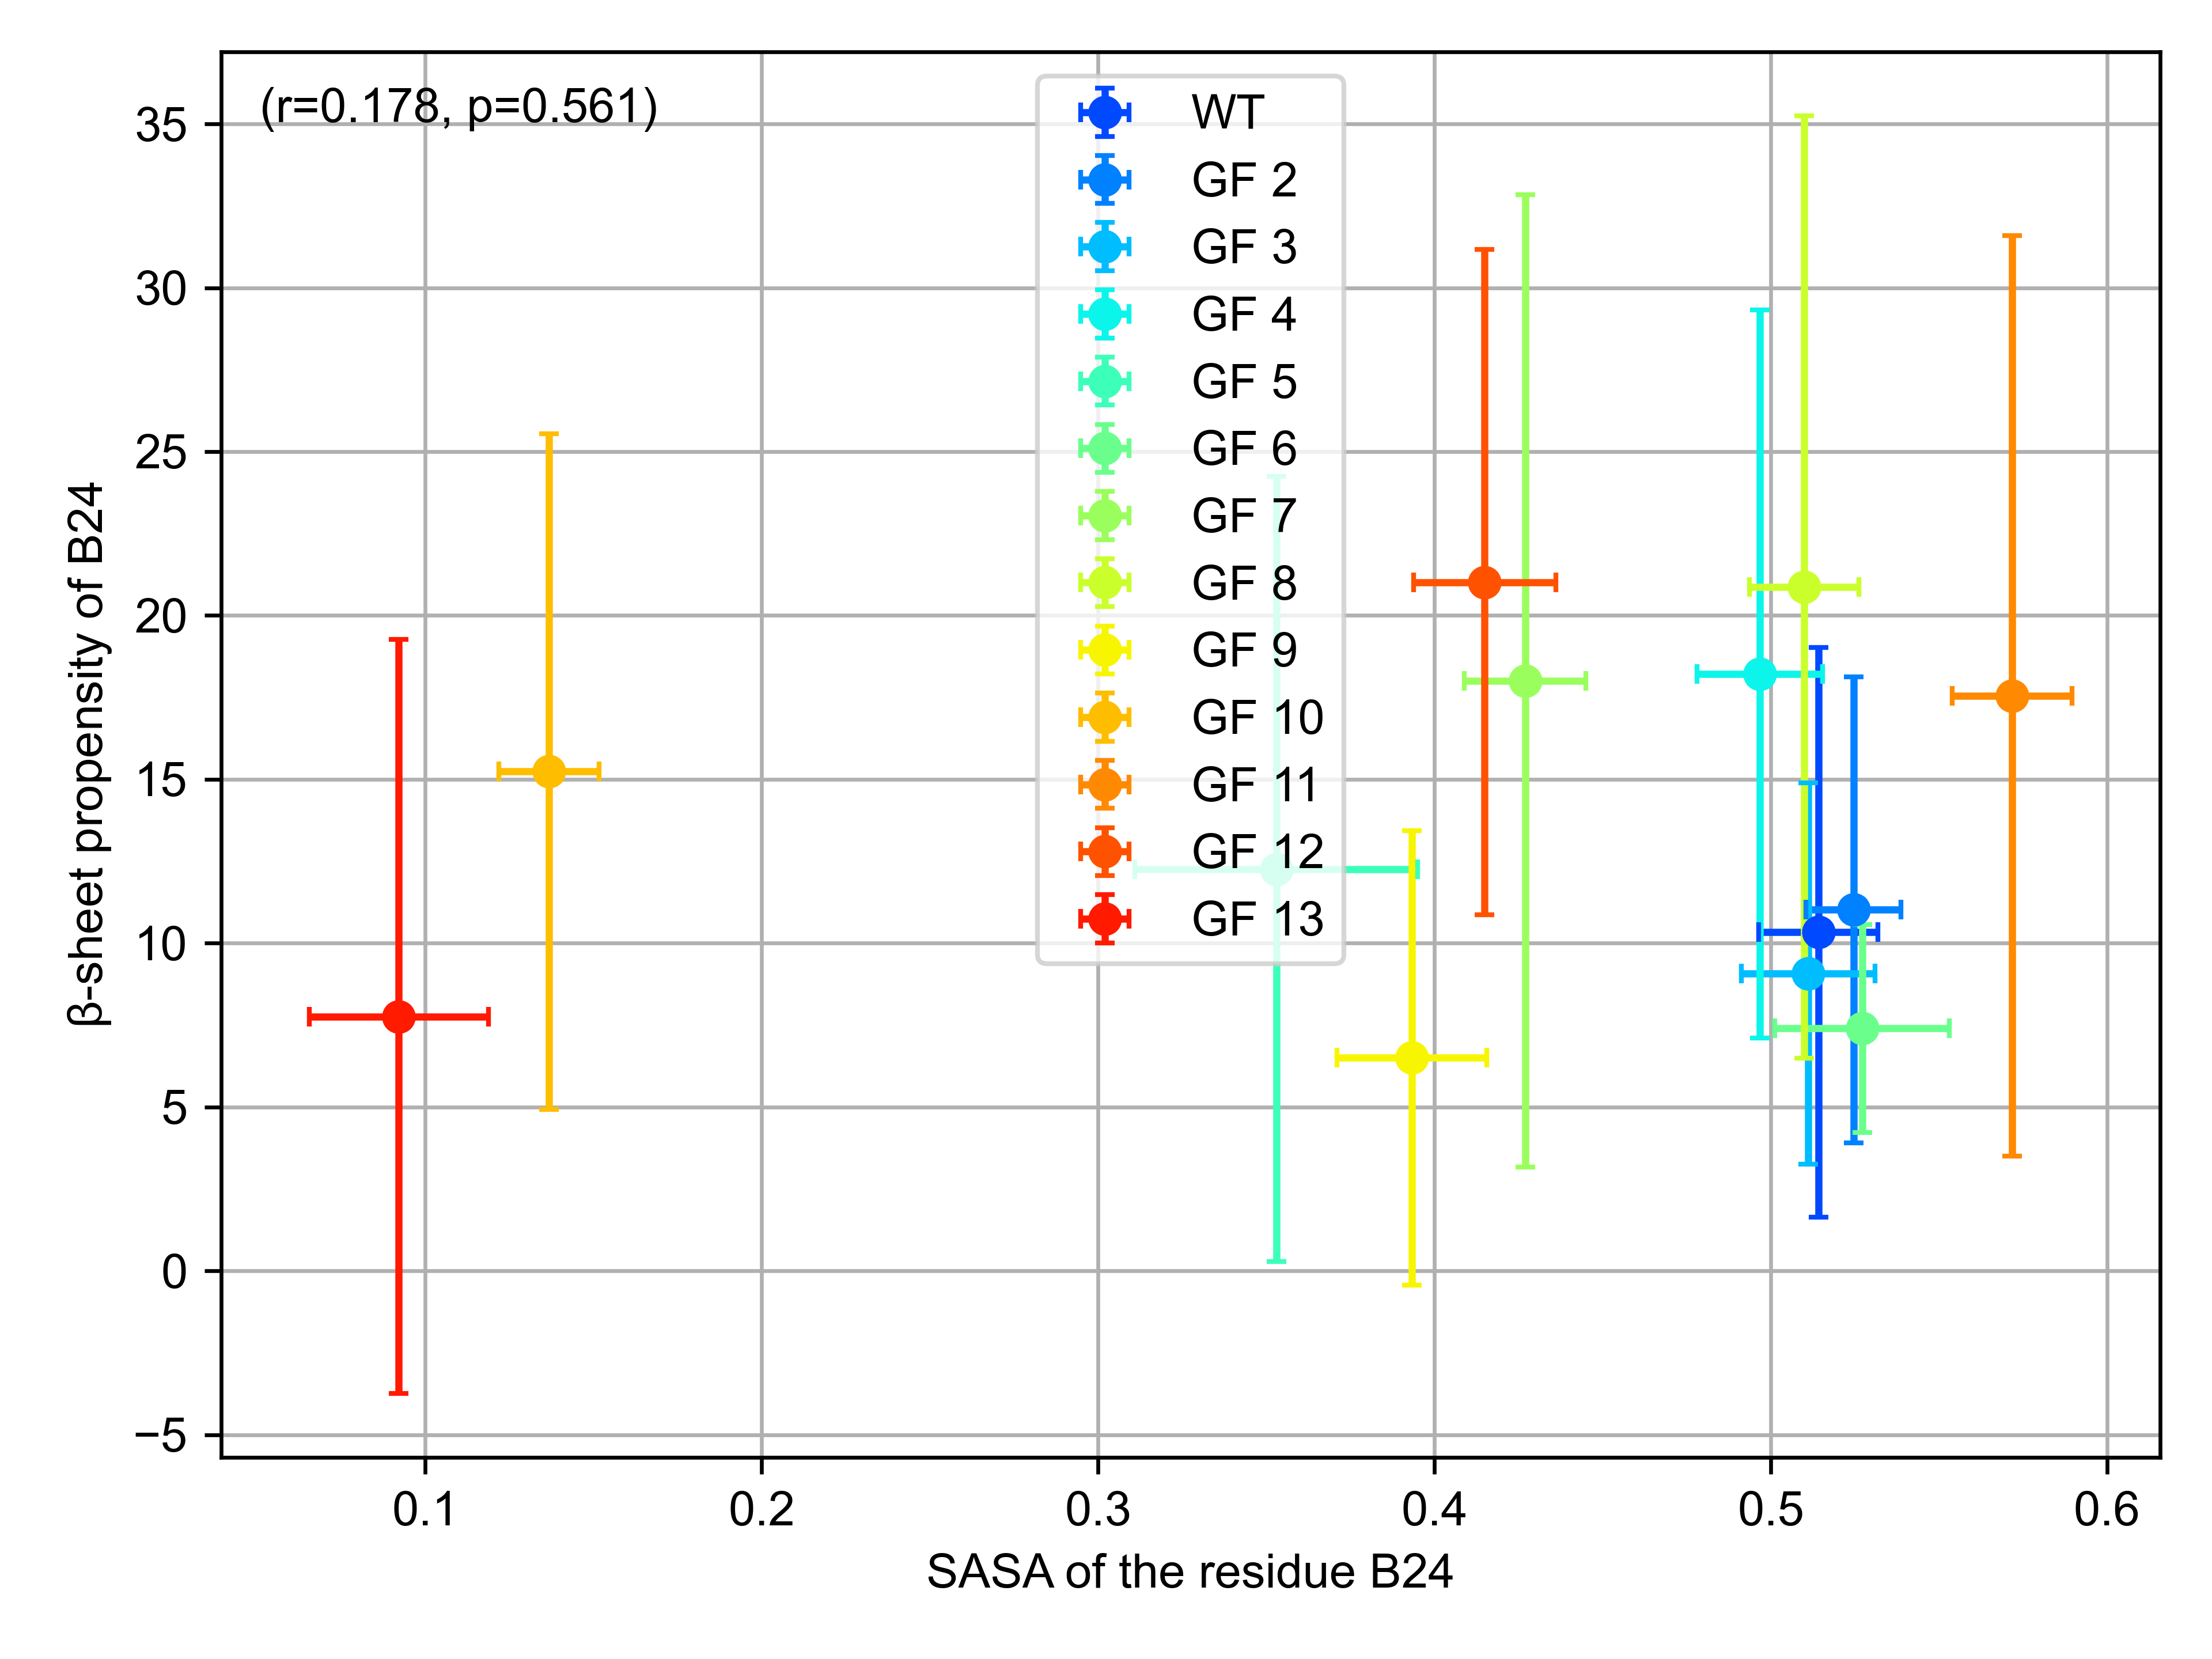 (r=0.178, p=0.561)
WT
GF 2
GF 3
GF 4
GF 5
GF 6
GF 7
GF 8
GF 9
GF 10
GF 11
GF 12
GF 13
35
30
25
20
15
10
5
0
−5
β-sheet propensity of B24
0.1 0.2 0.3 0.4 0.5 0.6
SASA of the residue B24